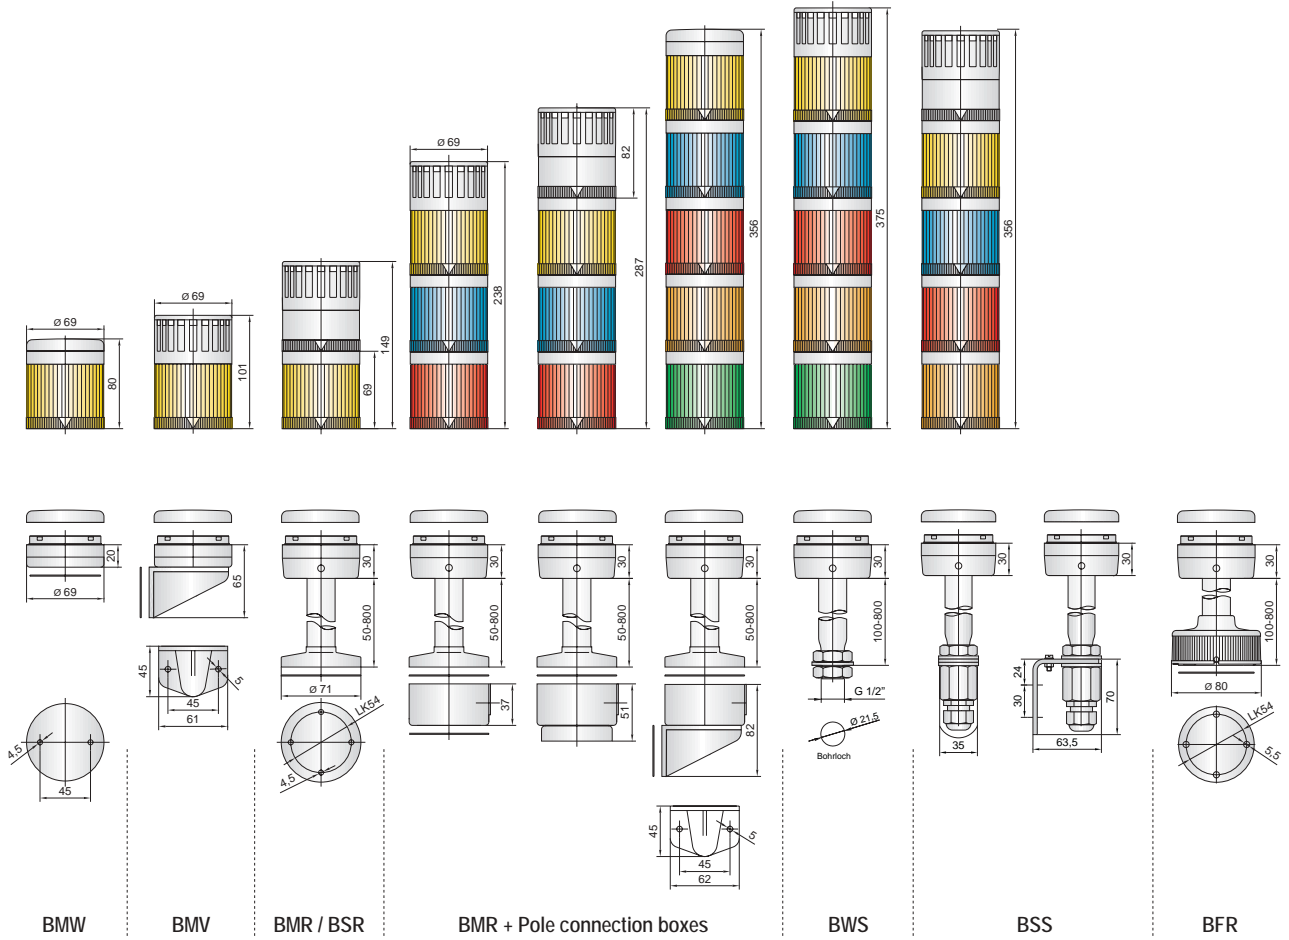 Ø 69
80
Ø 69
101
149
69
Ø 69
238
82
287
356
375
356
20
Ø 69
4,5
45
65
45
5
45
61
30
50-800
Ø 71
LK54
4,5
30
50-800
37
30
50-800
51
30
50-800
82
45
5
45
62
30
100-800
G 1/2”
Ø 21,5
Bohrloch
30
35
30
24
30
70
63,5
30
100-800
Ø 80
LK54
5,5
BMW
BMV
BMR / BSR
BMR + Pole connection boxes
BWS
BSS
BFR